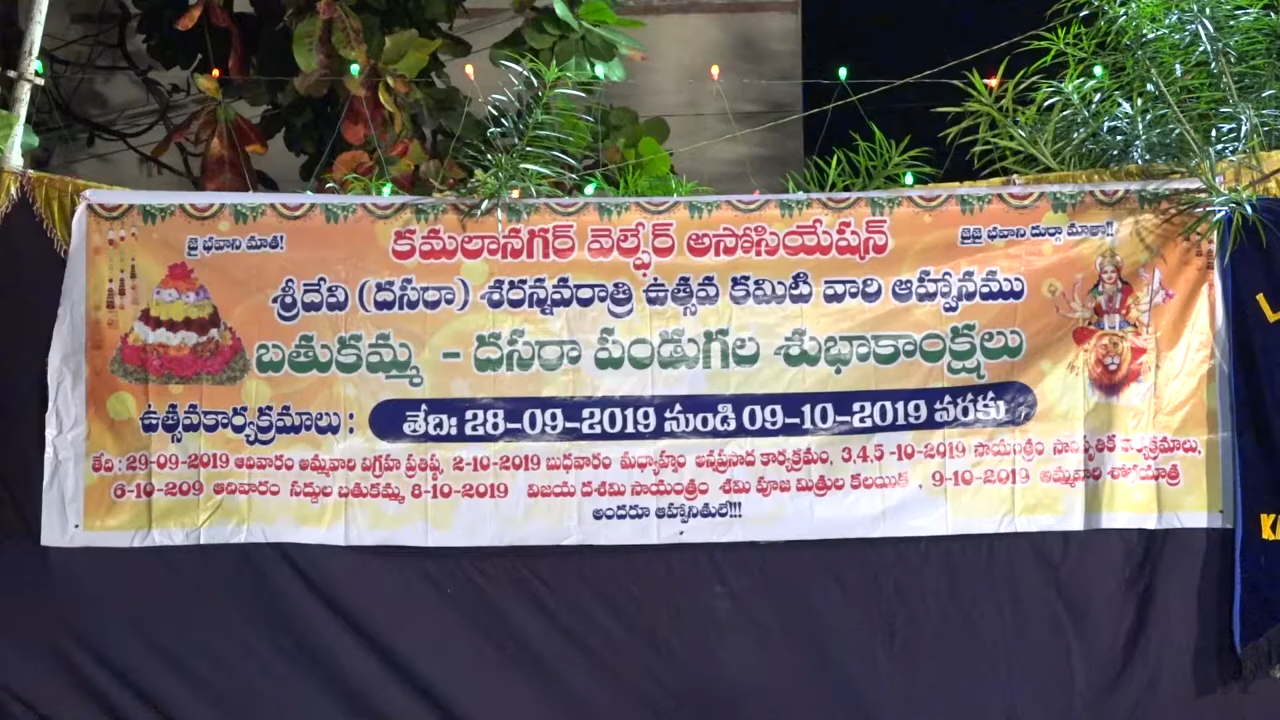 జై భవాని మాత!
జైజై భవాని దుర్గా మాతా!!
కమలానగర్ వెల్ఫేర్ అసోసియేషన్
శ్రీదేవి (దసరా) శరన్నవరాత్రి ఉత్సవ కమిటి వారి ఆహ్వానము
బతుకమ్మ - దసరా పండుగల శుభాకాంక్షలు
ఉత్సవకార్యక్రమాలు : తేదిః 28-09-2019 నుండి 09-10-2019 వరకు
తేది : 29-09-2019 ఆదివారం అమ్మవారి విగ్రహ ప్రతిష్ఠ, 2-10-2019 బుధవారం మధ్యాహ్నం అన్నప్రసాద కార్యక్రమం, 3,4,5 -10-2019 సాయంత్రం
6-10-209 ఆదివారం సద్దుల బతుకమ్మ 8-10-2019 విజయ దశమి సాయంత్రం శమి పూజ మిత్రుల కలయిక , 9-10-2019 అమ్మవారి శోభయాత్ర
అందరూ ఆహ్వానితులే!!!